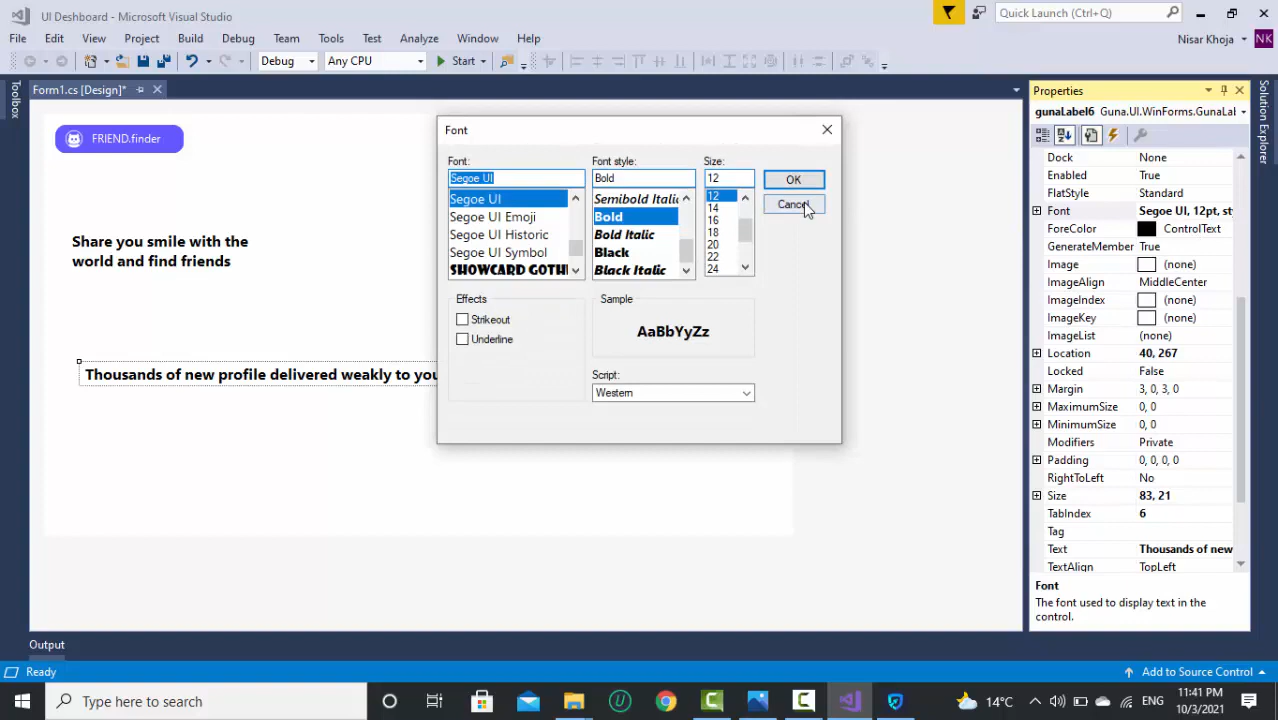 UI Deshboard - Microsoft Visual Studio
Quick Launch (Ctrl+Q)
File Edit View Project Build Debug Team Tools Test Analyze Window Help
Nisar Khoja NK
Debug Any CPU Start
Toolbox
Form1.cs [Design]*
FRIEND.finder
Share you smile with the
world and find friends
Thousands of new profile delivered weakly to you
Font
Font:
Segoe UI
Segoe UI
Segoe UI Emoji
Segoe UI Historic
Segoe UI Symbol
SHOWCARD GOTHI
Font style:
Bold
Semibold Italic
Bold
Bold Italic
Black
Black Italic
Size:
12
12
14
16
18
20
22
24
OK
Cancel
Effects
Strikeout
Underline
Sample
AaBbYyZz
Script:
Western
Properties
gunaLabel6 Guna.UI.WinForms.GunaLal
Dock None
Enabled True
FlatStyle Standard
Font Segoe UI, 12pt, st
ForeColor ControlText
GenerateMember True
Image (none)
ImageAlign MiddleCenter
ImageIndex (none)
ImageKey (none)
ImageList (none)
Location 40, 267
Locked False
Margin 3, 0, 3, 0
MaximumSize 0, 0
MinimumSize 0, 0
Modifiers Private
Padding 0, 0, 0, 0
RightToLeft No
Size 83, 21
TabIndex 6
Tag
Text Thousands of new
TextAlign TopLeft
Font
The font used to display text in the
control.
Solution Explorer
Output
Ready
Add to Source Control
Type here to search
14°C
ENG
11:41 PM
10/3/2021